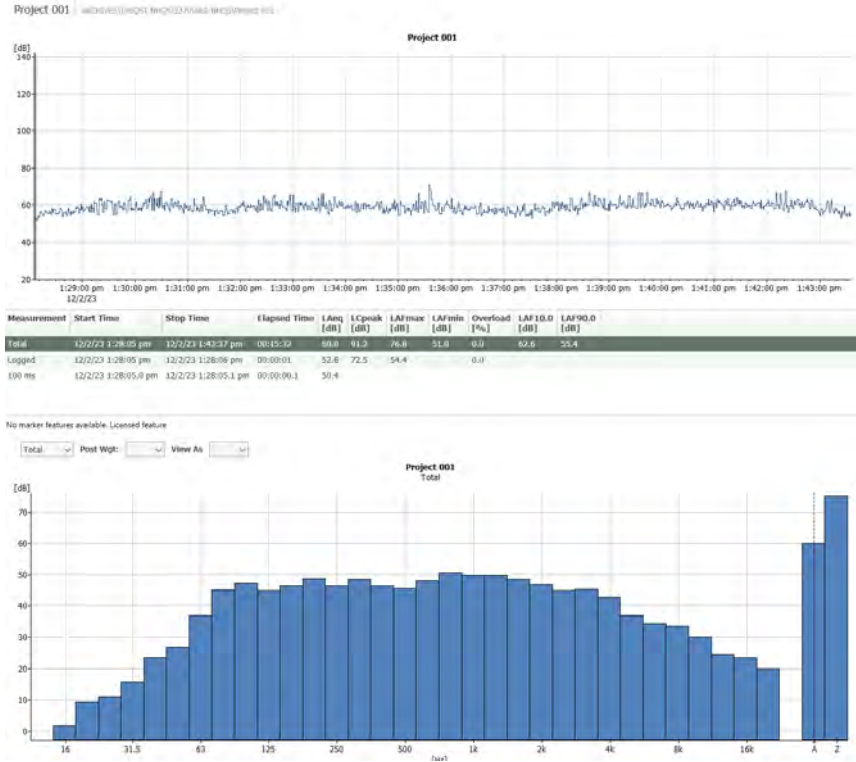 Project 001
Project 001
[dB]
140
120
100
80
60
40
20
1:29:00 pm 1:30:00 pm 1:31:00 pm 1:32:00 pm 1:33:00 pm 1:34:00 pm 1:35:00 pm 1:36:00 pm 1:37:00 pm 1:38:00 pm 1:39:00 pm 1:40:00 pm 1:41:00 pm 1:42:00 pm 1:43:00 pm
12/2/23
Measurement Start Time Stop Time Elapsed Time LAeq LCpeak LAFmax LAFmin Overload LAF10.0 LAF90.0
[dB] [dB] [dB] [dB] [%] [dB] [dB]
Total 12/2/23 1:28:05 pm 12/2/23 1:43:37 pm 00:15:32 60.0 91.2 76.8 51.0 0.0 62.6 55.4
Logged 12/2/23 1:28:05 pm 12/2/23 1:28:06 pm 00:00:01 52.6 72.5 54.4 0.0
100 ms 12/2/23 1:28:05.0 pm 12/2/23 1:28:05.1 pm 00:00:00.1 50.4
No marker features available. Licensed feature
Total Post Wgt: View As
Project 001
Total
[dB]
70
60
50
40
30
20
10
0
16 31.5 63 125 250 500 1k 2k 4k 8k 16k A Z
[Hz]